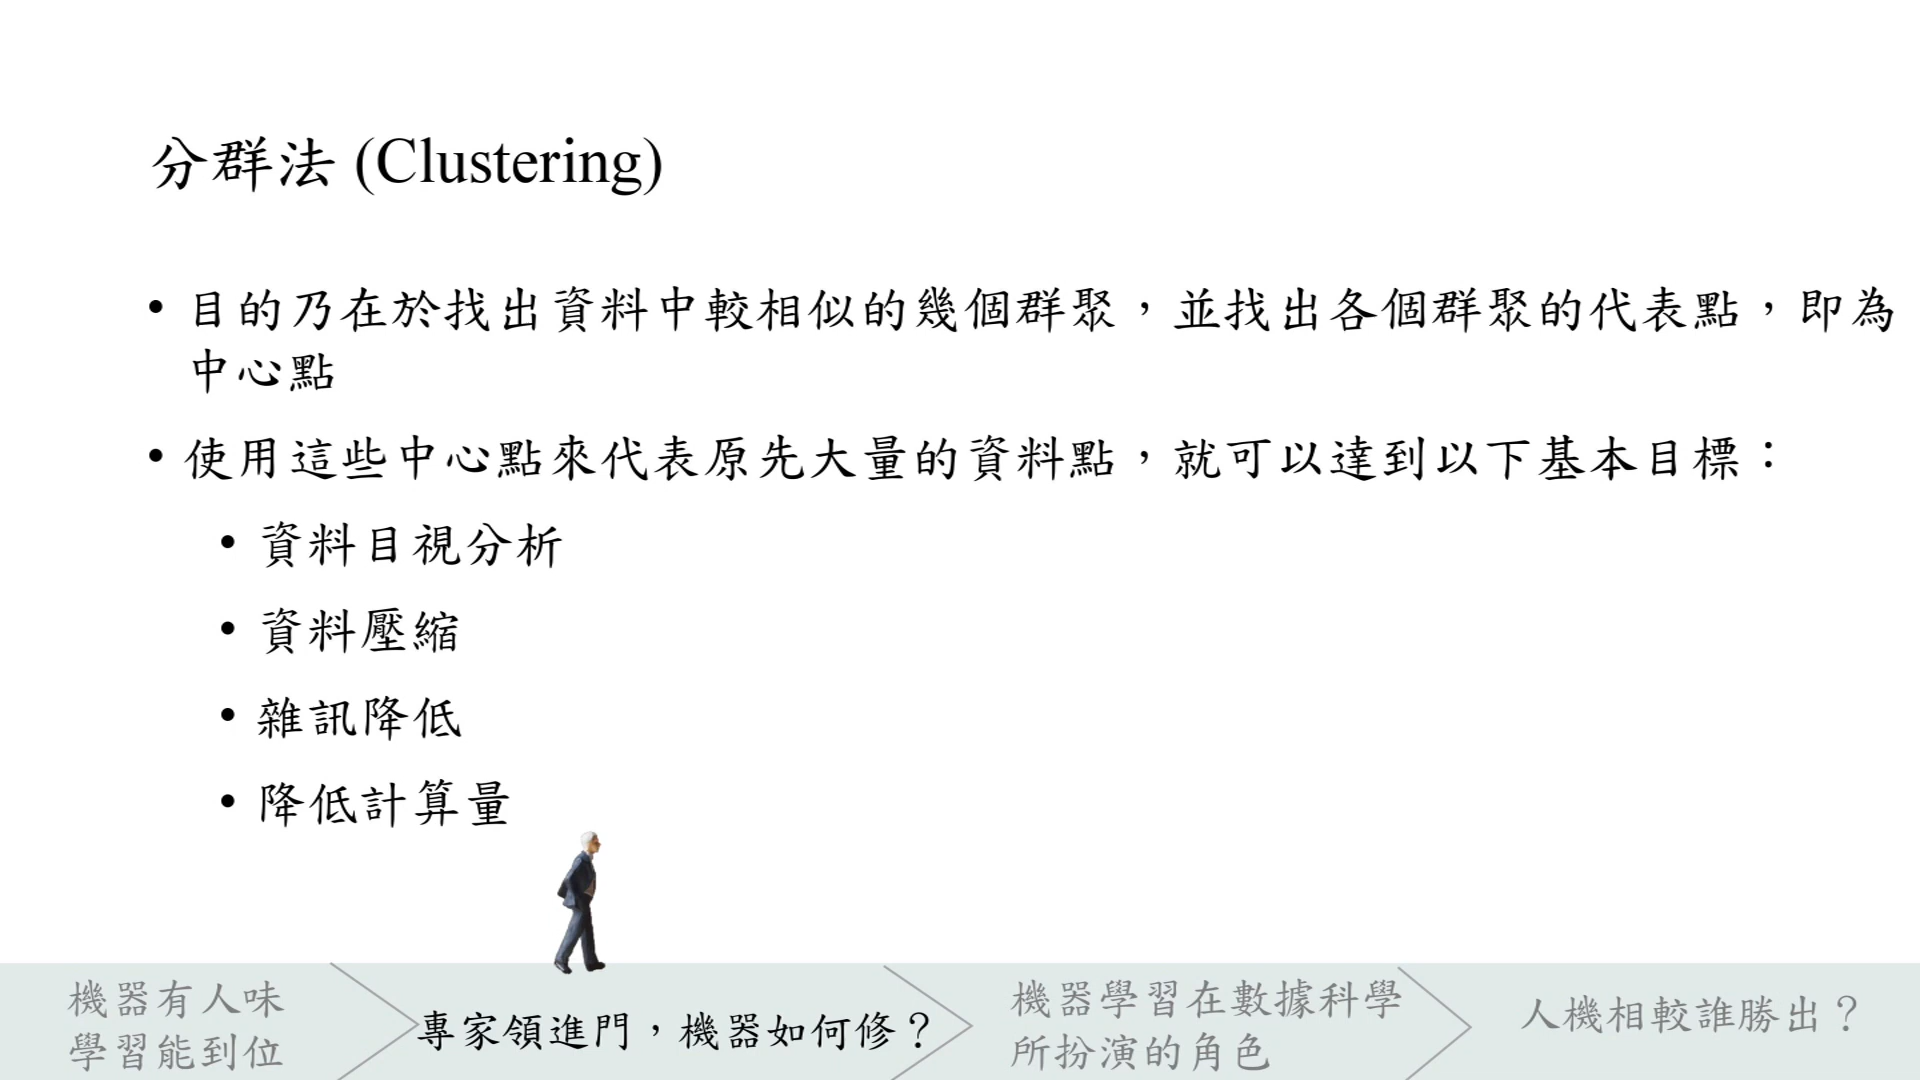 分群法 (Clustering)
• 目的乃在於找出資料中較相似的幾個群聚，並找出各個群聚的代表點，即為
中心點
• 使用這些中心點來代表原先大量的資料點，就可以達到以下基本目標：
• 資料目視分析
• 資料壓縮
• 雜訊降低
• 降低計算量
機器有人味
學習能到位
專家領進門，機器如何修？
機器學習在數據科學
所扮演的角色
人機相較誰勝出？